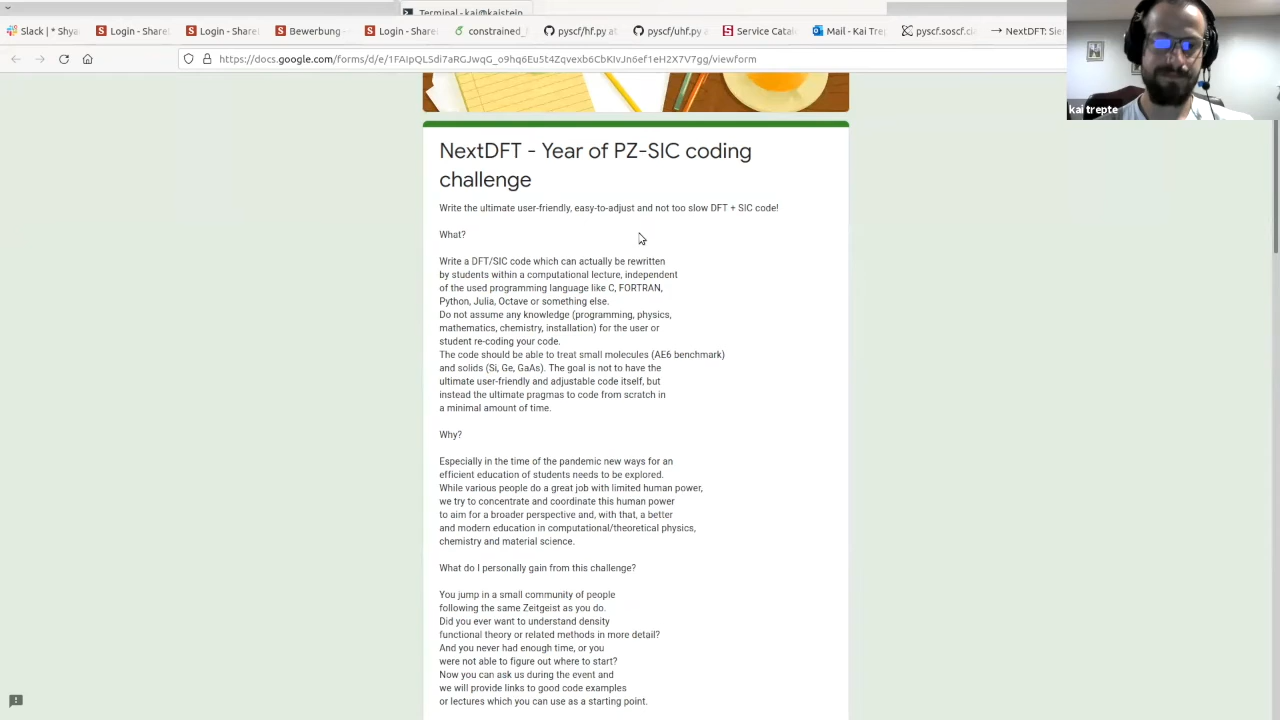 Terminal - kai@kaistein
Slack | * Shya
Login - Share
Login - Share
Bewerbung -
Login - Share
constrained_
pyscf/hf.py at
pyscf/uhf.py at
Service Catal
Mail - Kai Trep
pyscf.soscf.cia
NextDFT: Sie
https://docs.google.com/forms/d/e/1FAIpQLSdi7aRGJwqG_o9hq6Eu5t4Zqvexb6CbKIvJn6ef1eH2X7V7gg/viewform
kai trepte
NextDFT - Year of PZ-SIC coding
challenge
Write the ultimate user-friendly, easy-to-adjust and not too slow DFT + SIC code!
What?
Write a DFT/SIC code which can actually be rewritten
by students within a computational lecture, independent
of the used programming language like C, FORTRAN,
Python, Julia, Octave or something else.
Do not assume any knowledge (programming, physics,
mathematics, chemistry, installation) for the user or
student re-coding your code.
The code should be able to treat small molecules (AE6 benchmark)
and solids (Si, Ge, GaAs). The goal is not to have the
ultimate user-friendly and adjustable code itself, but
instead the ultimate pragmas to code from scratch in
a minimal amount of time.
Why?
Especially in the time of the pandemic new ways for an
efficient education of students needs to be explored.
While various people do a great job with limited human power,
we try to concentrate and coordinate this human power
to aim for a broader perspective and, with that, a better
and modern education in computational/theoretical physics,
chemistry and material science.
What do I personally gain from this challenge?
You jump in a small community of people
following the same Zeitgeist as you do.
Did you ever want to understand density
functional theory or related methods in more detail?
And you never had enough time, or you
were not able to figure out where to start?
Now you can ask us during the event and
we will provide links to good code examples
or lectures which you can use as a starting point.